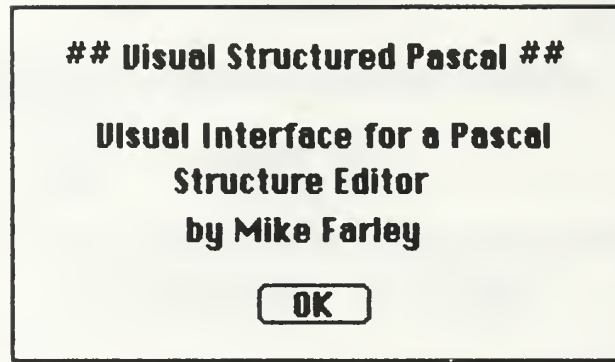 ## Visual Structured Pascal ##
Visual Interface for a Pascal
Structure Editor
by Mike Farley
OK